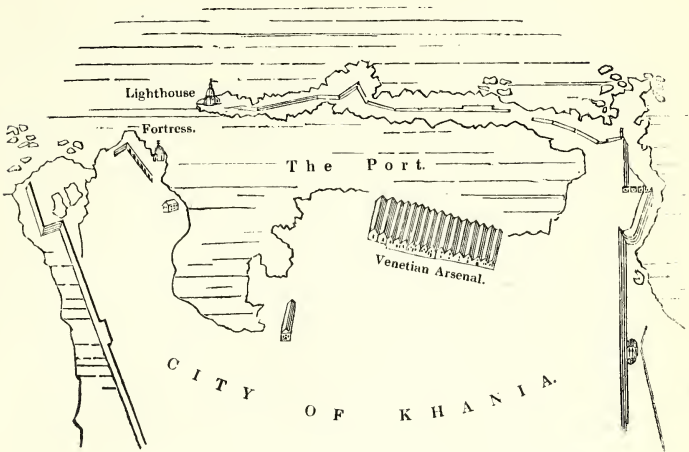 Lighthouse
Fortress.
The Port.
Venetian Arsenal.
CITY OF KHANIA.